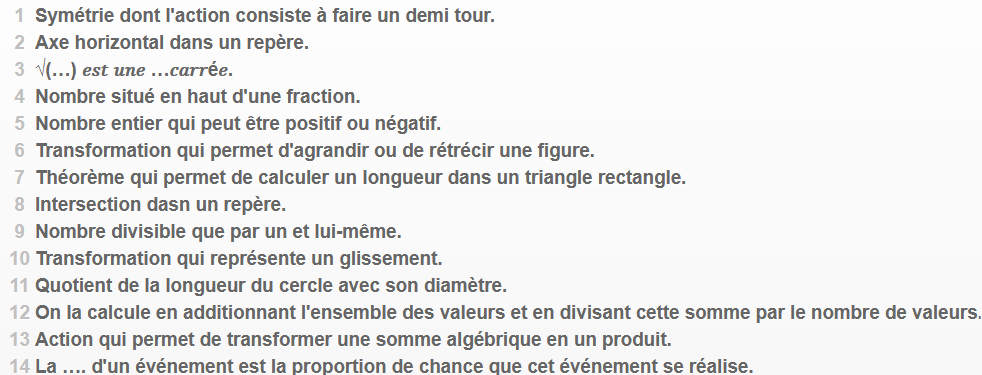 1 Symétrie dont l'action consiste à faire un demi tour.
2 Axe horizontal dans un repère.
3 √(…) est une …carrée.
4 Nombre situé en haut d'une fraction.
5 Nombre entier qui peut être positif ou négatif.
6 Transformation qui permet d'agrandir ou de rétrécir une figure.
7 Théorème qui permet de calculer un longueur dans un triangle rectangle.
8 Intersection dasn un repère.
9 Nombre divisible que par un et lui-même.
10 Transformation qui représente un glissement.
11 Quotient de la longueur du cercle avec son diamètre.
12 On la calcule en additionnant l'ensemble des valeurs et en divisant cette somme par le nombre de valeurs.
13 Action qui permet de transformer une somme algébrique en un produit.
14 La …. d'un événement est la proportion de chance que cet événement se réalise.